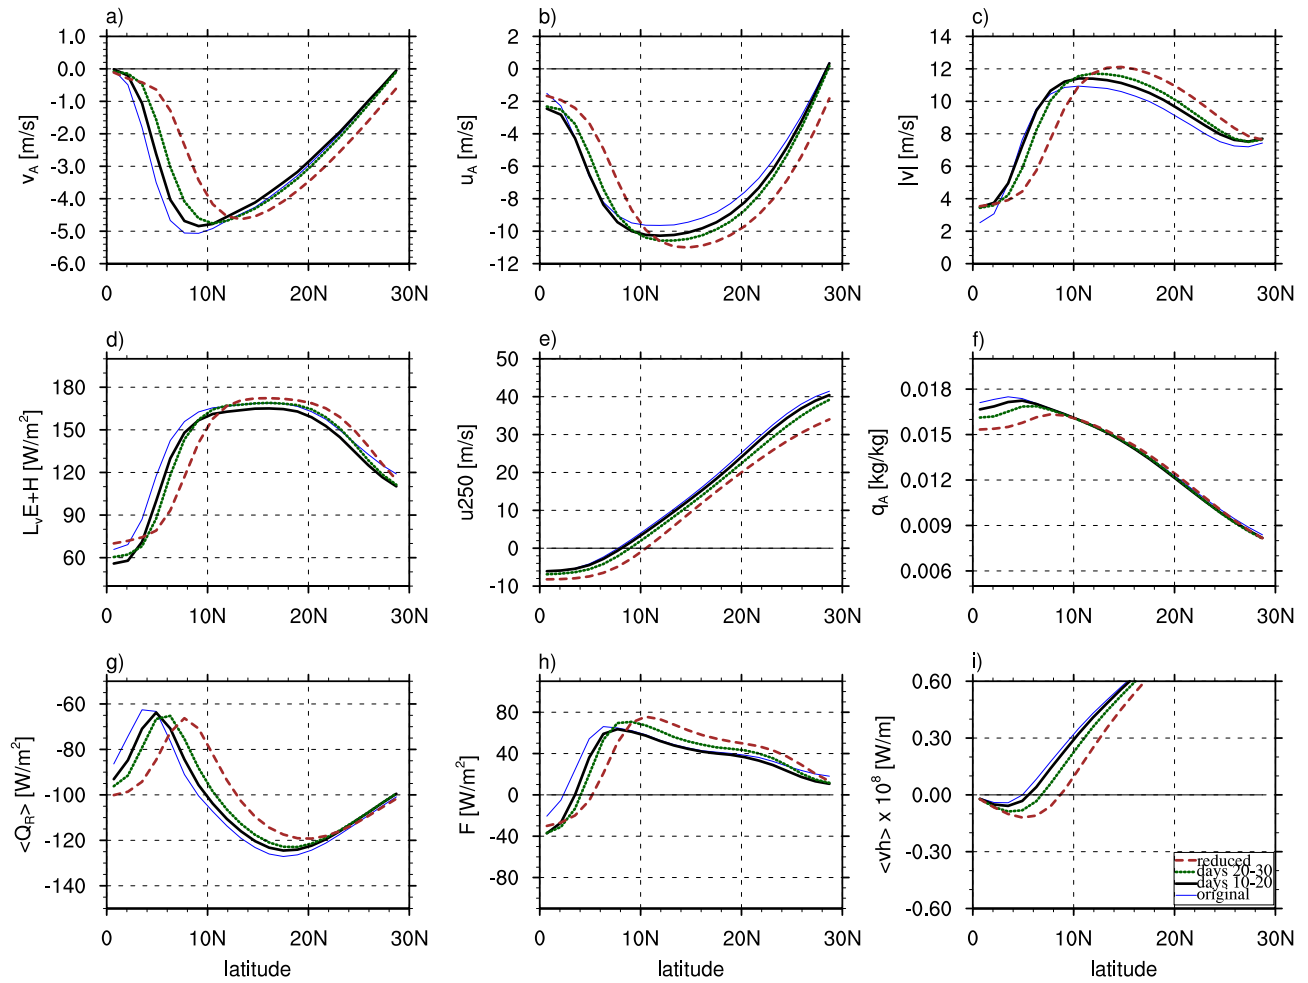 a)
1.0
0.0
-1.0
-2.0
-3.0
-4.0
-5.0
-6.0
v_A [m/s]
0 10N 20N 30N
b)
2
0
-2
-4
-6
-8
-10
-12
u_A [m/s]
0 10N 20N 30N
c)
14
12
10
8
6
4
2
0
|v| [m/s]
0 10N 20N 30N
d)
180
150
120
90
60
L_vE+H [W/m²]
0 10N 20N 30N
e)
50
40
30
20
10
0
-10
u250 [m/s]
0 10N 20N 30N
f)
0.018
0.015
0.012
0.009
0.006
q_A [kg/kg]
0 10N 20N 30N
g)
-60
-80
-100
-120
-140
<Q_R> [W/m²]
0 10N 20N 30N
latitude
h)
80
40
0
-40
-80
F [W/m²]
0 10N 20N 30N
latitude
i)
0.60
0.30
0.00
-0.30
-0.60
<vh> x 10⁸ [W/m]
reduced
days 20-30
days 10-20
original
0 10N 20N 30N
latitude